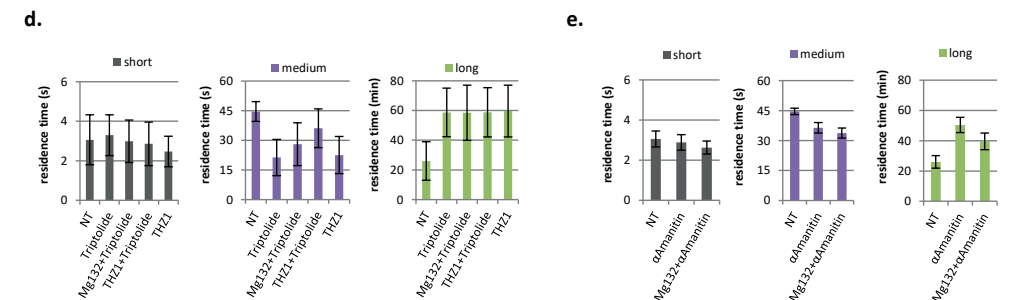 d.
short
residence time (s)
6
4
2
0
NT
Triptolide
Mg132+Triptolide
THZ1+Triptolide
THZ1
medium
residence time (s)
60
45
30
15
0
NT
Triptolide
Mg132+Triptolide
THZ1+Triptolide
THZ1
long
residence time (min)
80
60
40
20
0
NT
Triptolide
Mg132+Triptolide
THZ1+Triptolide
THZ1
e.
short
residence time (s)
6
4
2
0
NT
αAmanitin
Mg132+αAmanitin
medium
residence time (s)
60
45
30
15
0
NT
αAmanitin
Mg132+αAmanitin
long
residence time (min)
80
60
40
20
0
NT
αAmanitin
Mg132+αAmanitin